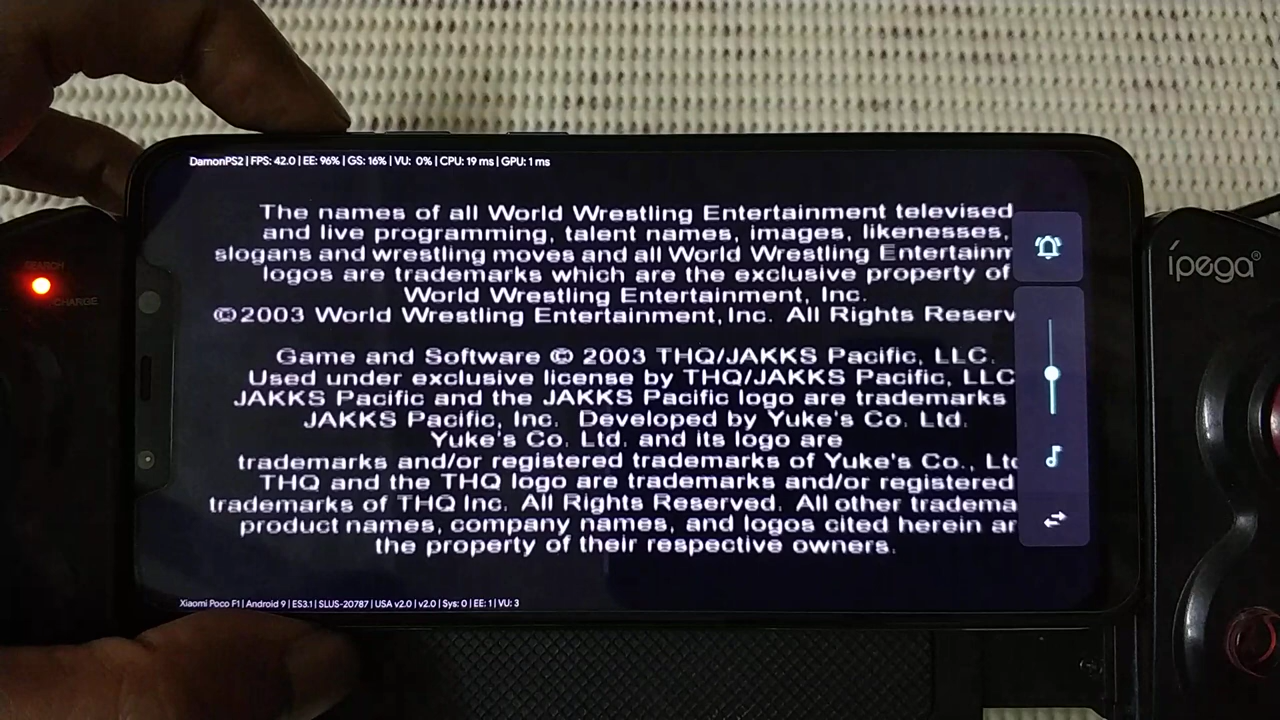 DamonPS2 | FPS: 42.0 | EE: 96% | GS: 16% | VU: 0% | CPU: 19 ms | GPU: 1 ms
The names of all World Wrestling Entertainment televised
and live programming, talent names, images, likenesses,
slogans and wrestling moves and all World Wrestling Entertainm
logos are trademarks which are the exclusive property of
World Wrestling Entertainment, Inc.
©2003 World Wrestling Entertainment, Inc. All Rights Reserv
Game and Software © 2003 THQ/JAKKS Pacific, LLC.
Used under exclusive license by THQ/JAKKS Pacific, LLC
JAKKS Pacific and the JAKKS Pacific logo are trademarks
JAKKS Pacific, Inc. Developed by Yuke's Co. Ltd.
Yuke's Co. Ltd. and its logo are
trademarks and/or registered trademarks of Yuke's Co., Ltd
THQ and the THQ logo are trademarks and/or registered
trademarks of THQ Inc. All Rights Reserved. All other tradema
product names, company names, and logos cited herein ar
the property of their respective owners.
Xiaomi Poco F1 | Android 9 | ES3.1 | SLUS-20787 | USA v2.0 | v2.0 | Sys: 0 | EE: 1 | VU: 3
SEARCH
CHARGE
ípega®